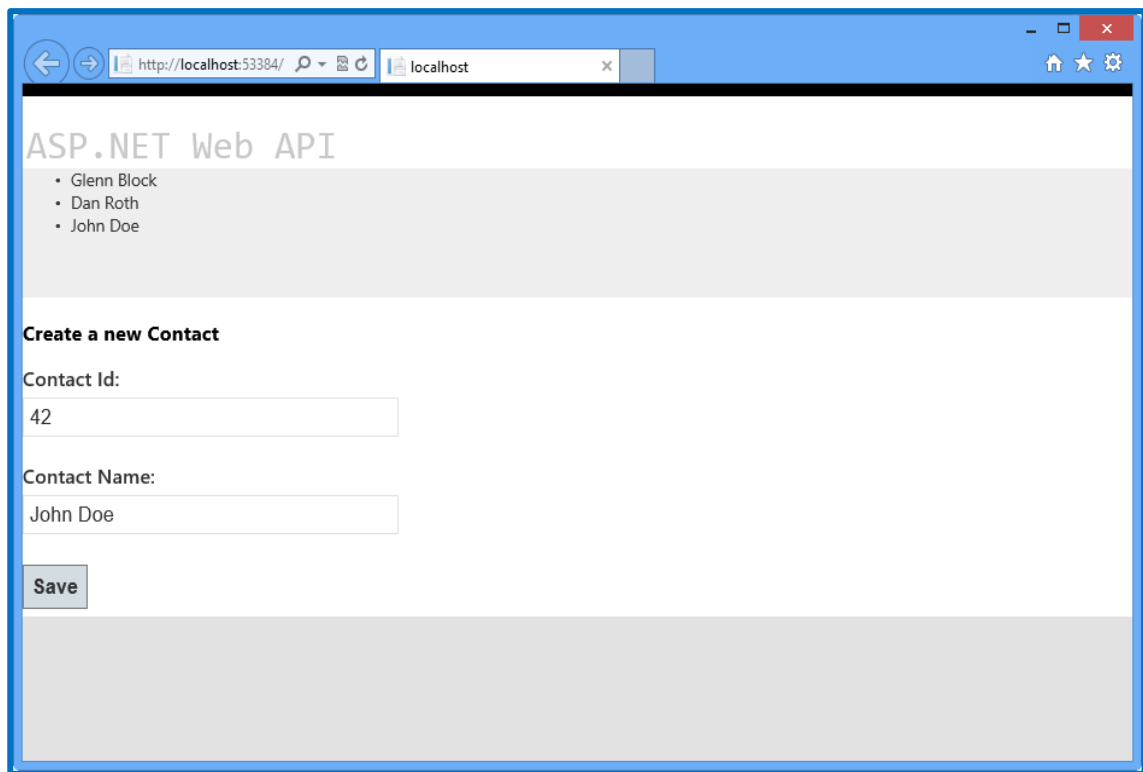 http://localhost:53384/
localhost
ASP.NET Web API
• Glenn Block
• Dan Roth
• John Doe
Create a new Contact
Contact Id:
42
Contact Name:
John Doe
Save